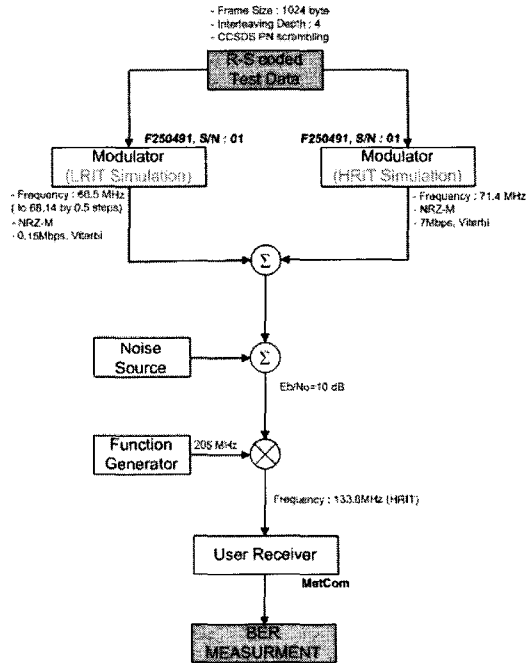 - Frame Size : 1024 byte
- Interleaving Depth : 4
- CCSDS PN scrambling
R-S coded
Test Data
F250491, S/N : 01
F250491, S/N : 01
Modulator
(LRIT Simulation)
Modulator
(HRIT Simulation)
- Frequency : 68.5 MHz
( to 68.14 by 0.5 steps)
- NRZ-M
- 0.15Mbps, Viterbi
- Frequency : 71.4 MHz
- NRZ-M
- 7Mbps, Viterbi
Σ
Noise
Source
Σ
Eb/No=10 dB
Function
Generator
205 MHz
Frequency : 133.6MHz (HRIT)
User Receiver
MetCom
BER
MEASURMENT